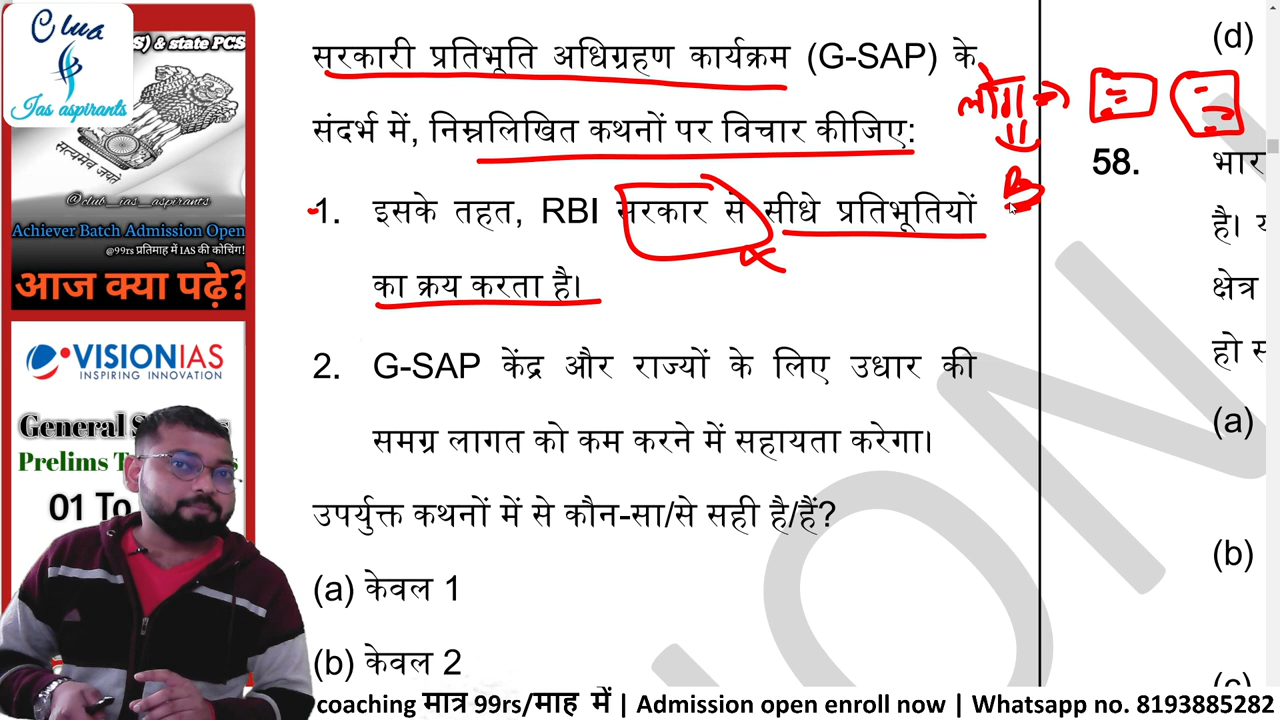 Clua
Ias aspirants
S) & state PCS
सत्यमेव जयते
@club_ias_aspirants
Achiever Batch Admission Open
@99rs प्रतिमाह में IAS की कोचिंग!
आज क्या पढ़े?
VISIONIAS
INSPIRING INNOVATION
General S
Prelims T
01 To
सरकारी प्रतिभूति अधिग्रहण कार्यक्रम (G-SAP) के
संदर्भ में, निम्नलिखित कथनों पर विचार कीजिए:
1. इसके तहत, RBI सरकार से सीधे प्रतिभूतियों
का क्रय करता है।
2. G-SAP केंद्र और राज्यों के लिए उधार की
समग्र लागत को कम करने में सहायता करेगा।
उपर्युक्त कथनों में से कौन-सा/से सही है/हैं?
(a) केवल 1
(b) केवल 2
लोग
(d)
58. भार
है।
क्षेत्र
हो
(a)
(b)
coaching मात्र 99rs/माह में | Admission open enroll now | Whatsapp no. 8193885282